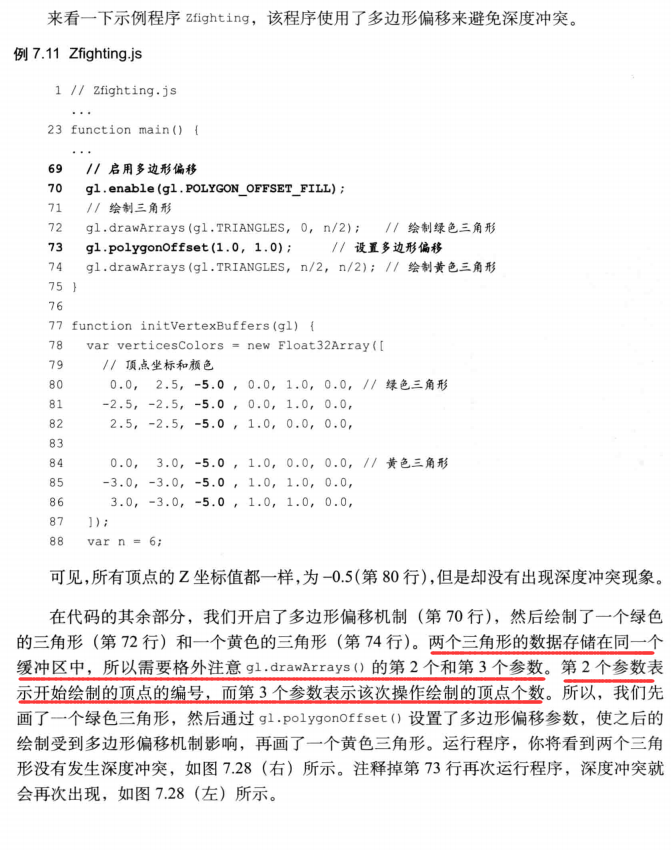 来看一下示例程序 Zfighting，该程序使用了多边形偏移来避免深度冲突。
例 7.11 Zfighting.js
1 // Zfighting.js
...
23 function main() {
...
69 // 启用多边形偏移
70 gl.enable(gl.POLYGON_OFFSET_FILL);
71 // 绘制三角形
72 gl.drawArrays(gl.TRIANGLES, 0, n/2); // 绘制绿色三角形
73 gl.polygonOffset(1.0, 1.0); // 设置多边形偏移
74 gl.drawArrays(gl.TRIANGLES, n/2, n/2); // 绘制黄色三角形
75 }
76
77 function initVertexBuffers(gl) {
78 var verticesColors = new Float32Array([
79 // 顶点坐标和颜色
80 0.0, 2.5, -5.0 , 0.0, 1.0, 0.0, // 绿色三角形
81 -2.5, -2.5, -5.0 , 0.0, 1.0, 0.0,
82 2.5, -2.5, -5.0 , 1.0, 0.0, 0.0,
83
84 0.0, 3.0, -5.0 , 1.0, 0.0, 0.0, // 黄色三角形
85 -3.0, -3.0, -5.0 , 1.0, 1.0, 0.0,
86 3.0, -3.0, -5.0 , 1.0, 1.0, 0.0,
87 ]);
88 var n = 6;
可见,所有顶点的 Z 坐标值都一样,为 –0.5(第 80 行),但是却没有出现深度冲突现象。
在代码的其余部分，我们开启了多边形偏移机制（第 70 行），然后绘制了一个绿色
的三角形（第 72 行）和一个黄色的三角形（第 74 行）。两个三角形的数据存储在同一个
缓冲区中，所以需要格外注意 gl.drawArrays() 的第 2 个和第 3 个参数。第 2 个参数表
示开始绘制的顶点的编号，而第 3 个参数表示该次操作绘制的顶点个数。所以，我们先
画了一个绿色三角形，然后通过 gl.polygonOffset() 设置了多边形偏移参数，使之后的
绘制受到多边形偏移机制影响，再画了一个黄色三角形。运行程序，你将看到两个三角
形没有发生深度冲突，如图 7.28（右）所示。注释掉第 73 行再次运行程序，深度冲突就
会再次出现，如图 7.28（左）所示。